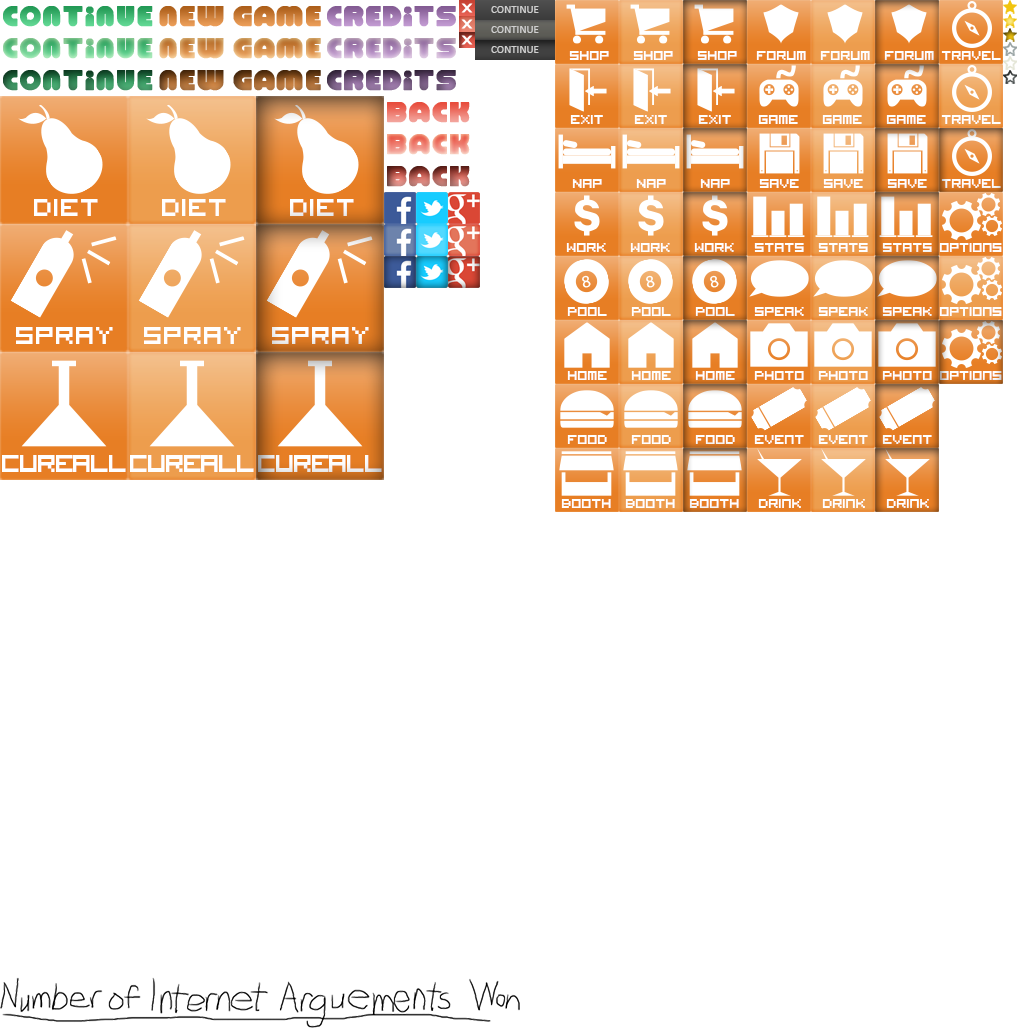 CONTINUE NEW GAME CREDITS
CONTINUE NEW GAME CREDITS
CONTINUE NEW GAME CREDITS
CONTINUE
CONTINUE
CONTINUE
BACK
BACK
BACK
DIET DIET DIET
SPRAY SPRAY SPRAY
CUREALL CUREALL CUREALL
f g+
f g+
f g+
SHOP SHOP SHOP FORUM FORUM FORUM TRAVEL
EXIT EXIT EXIT GAME GAME GAME TRAVEL
NAP NAP NAP SAVE SAVE SAVE TRAVEL
$ $ $
WORK WORK WORK STATS STATS STATS OPTIONS
8 8 8
POOL POOL POOL SPEAK SPEAK SPEAK OPTIONS
HOME HOME HOME PHOTO PHOTO PHOTO OPTIONS
FOOD FOOD FOOD EVENT EVENT EVENT
BOOTH BOOTH BOOTH DRINK DRINK DRINK
Number of Internet Arguements Won